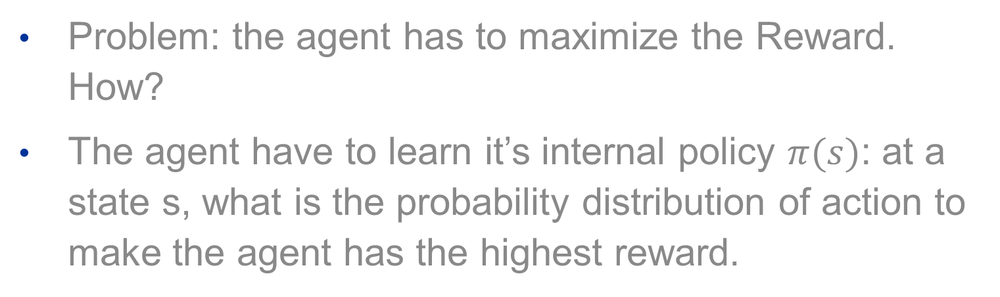 • Problem: the agent has to maximize the Reward.
How?
• The agent have to learn it’s internal policy 𝜋(𝑠): at a
state s, what is the probability distribution of action to
make the agent has the highest reward.